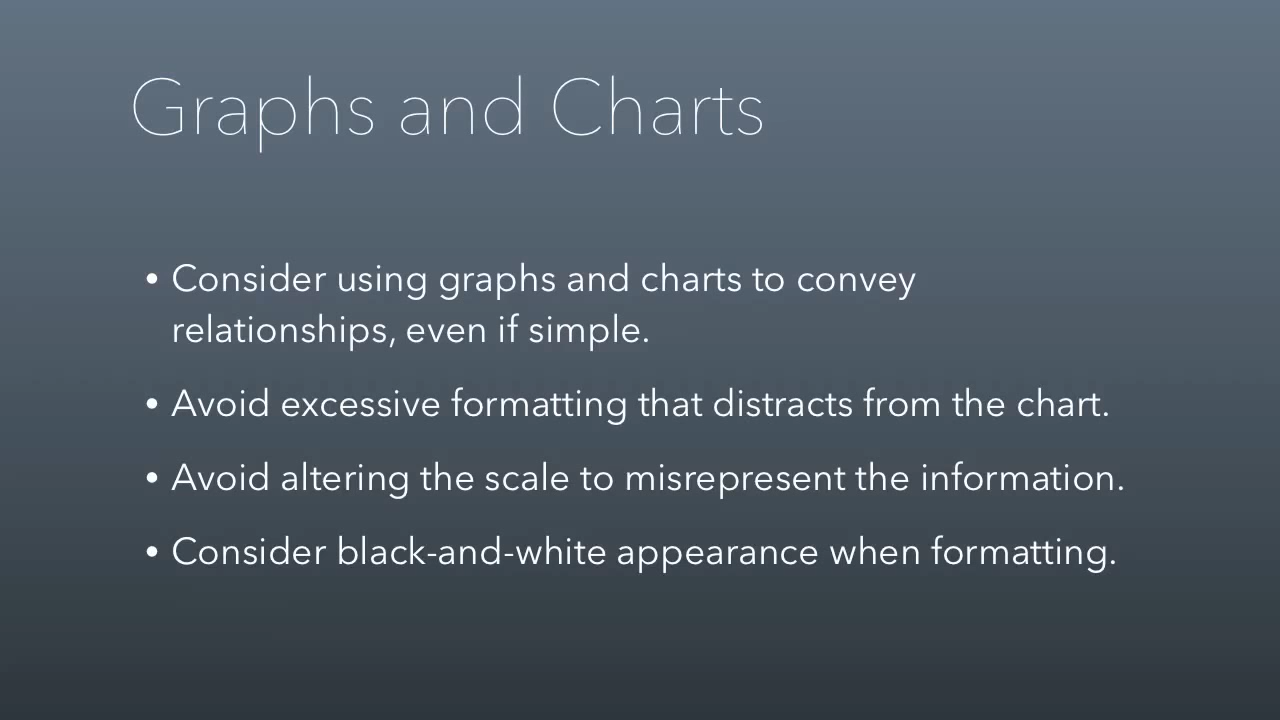 Graphs and Charts
• Consider using graphs and charts to convey
relationships, even if simple.
• Avoid excessive formatting that distracts from the chart.
• Avoid altering the scale to misrepresent the information.
• Consider black-and-white appearance when formatting.